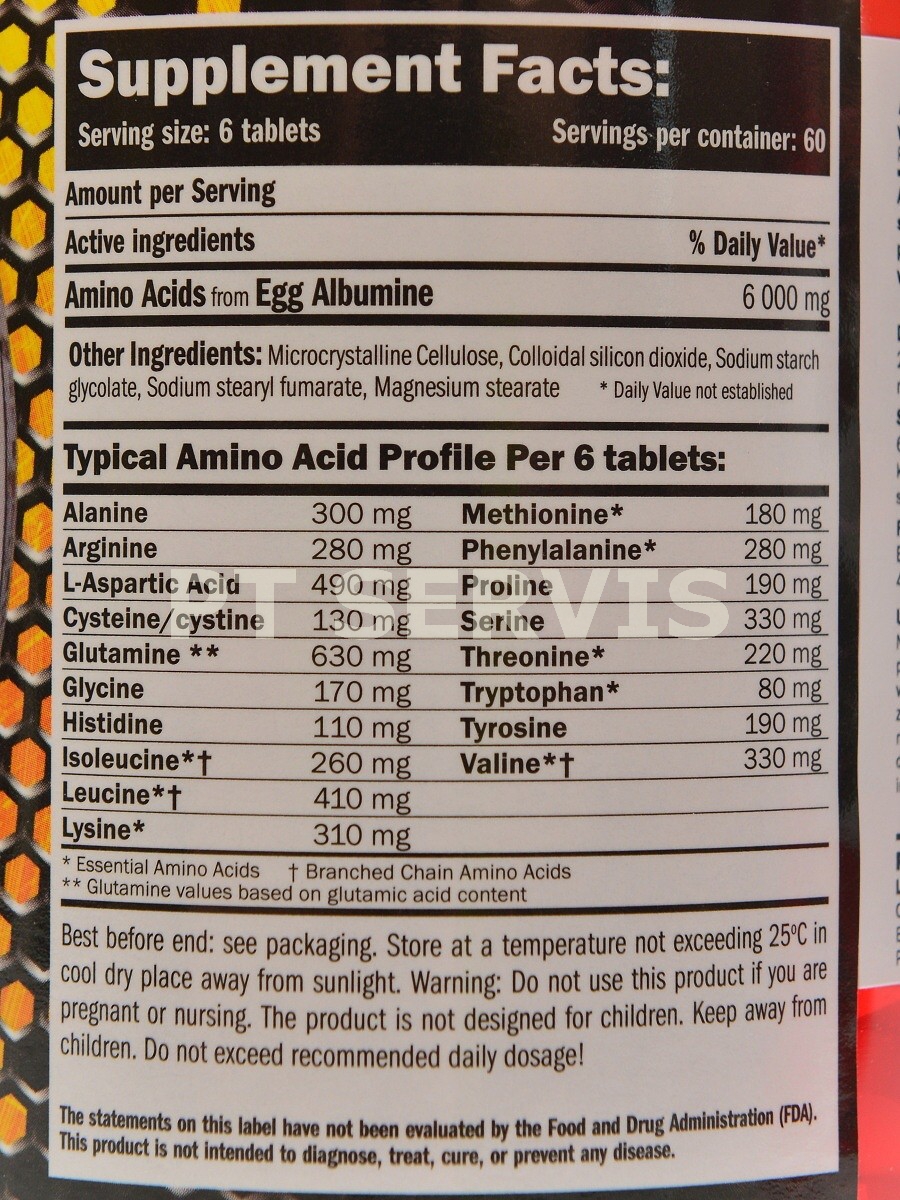 Supplement Facts:
Serving size: 6 tablets Servings per container: 60
Amount per Serving
Active ingredients % Daily Value*
Amino Acids from Egg Albumine 6 000 mg
Other Ingredients: Microcrystalline Cellulose, Colloidal silicon dioxide, Sodium starch
glycolate, Sodium stearyl fumarate, Magnesium stearate * Daily Value not established
Typical Amino Acid Profile Per 6 tablets:
Alanine 300 mg Methionine* 180 mg
Arginine 280 mg Phenylalanine* 280 mg
L-Aspartic Acid 490 mg Proline 190 mg
PT SERVIS
Cysteine/cystine 130 mg Serine 330 mg
Glutamine ** 630 mg Threonine* 220 mg
Glycine 170 mg Tryptophan* 80 mg
Histidine 110 mg Tyrosine 190 mg
Isoleucine*† 260 mg Valine*† 330 mg
Leucine*† 410 mg
Lysine* 310 mg
* Essential Amino Acids † Branched Chain Amino Acids
** Glutamine values based on glutamic acid content
Best before end: see packaging. Store at a temperature not exceeding 25ºC in
cool dry place away from sunlight. Warning: Do not use this product if you are
pregnant or nursing. The product is not designed for children. Keep away from
children. Do not exceed recommended daily dosage!
The statements on this label have not been evaluated by the Food and Drug Administration (FDA).
This product is not intended to diagnose, treat, cure, or prevent any disease.